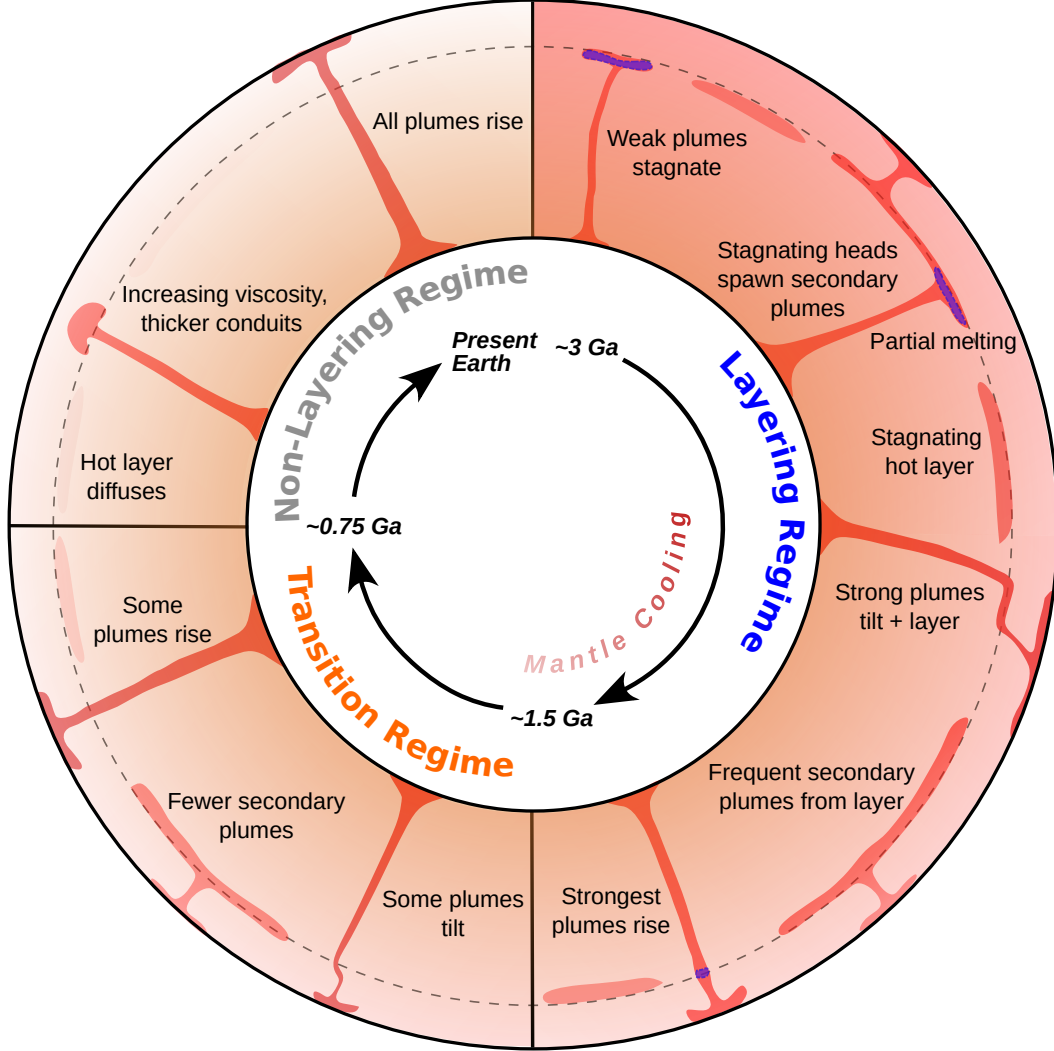 All plumes rise
Weak plumes
stagnate
Stagnating heads
spawn secondary
plumes
Partial melting
Stagnating
hot layer
Strong plumes
tilt + layer
Frequent secondary
plumes from layer
Strongest
plumes rise
Some plumes
tilt
Fewer secondary
plumes
Some
plumes rise
Hot layer
diffuses
Increasing viscosity,
thicker conduits
Non-Layering Regime
Layering Regime
Transition Regime
Present
Earth
~3 Ga
Mantle Cooling
~1.5 Ga
~0.75 Ga